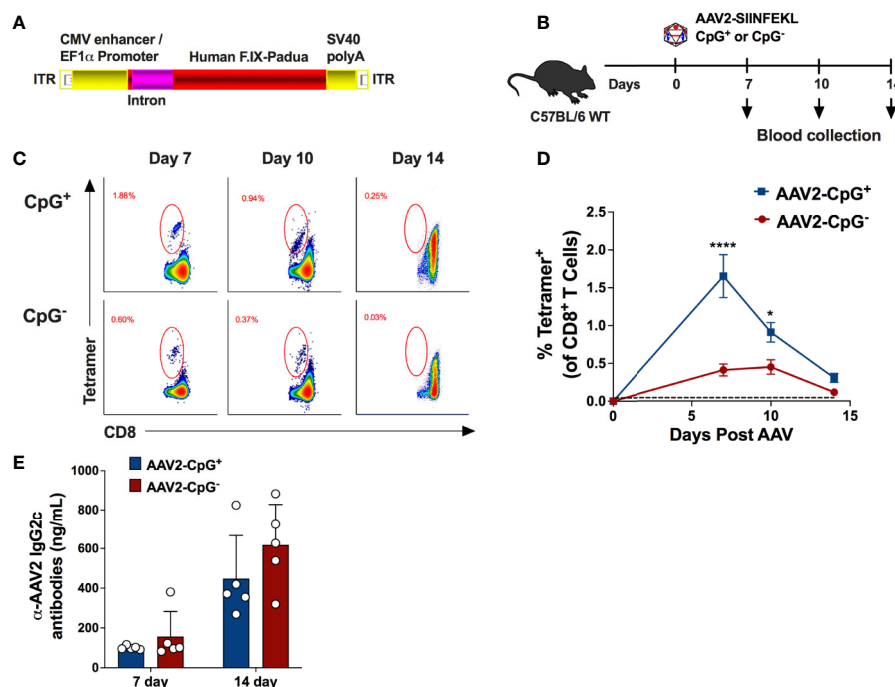 A
CMV enhancer /
EF1α Promoter
Human F.IX-Padua
SV40
polyA
ITR
ITR
Intron
B
AAV2-SIINFEKL
CpG⁺ or CpG⁻
Days
0
7
10
14
C57BL/6 WT
Blood collection
C
Day 7
Day 10
Day 14
CpG⁺
1.88%
0.94%
0.25%
CpG⁻
0.60%
0.37%
0.03%
Tetramer
CD8
D
AAV2-CpG⁺
AAV2-CpG⁻
% Tetramer⁺
(of CD8⁺ T Cells)
2.5
2.0
1.5
1.0
0.5
0.0
****
*
0
5
10
15
Days Post AAV
E
AAV2-CpG⁺
AAV2-CpG⁻
α-AAV2 IgG2c
antibodies (ng/mL)
1000
800
600
400
200
0
7 day
14 day